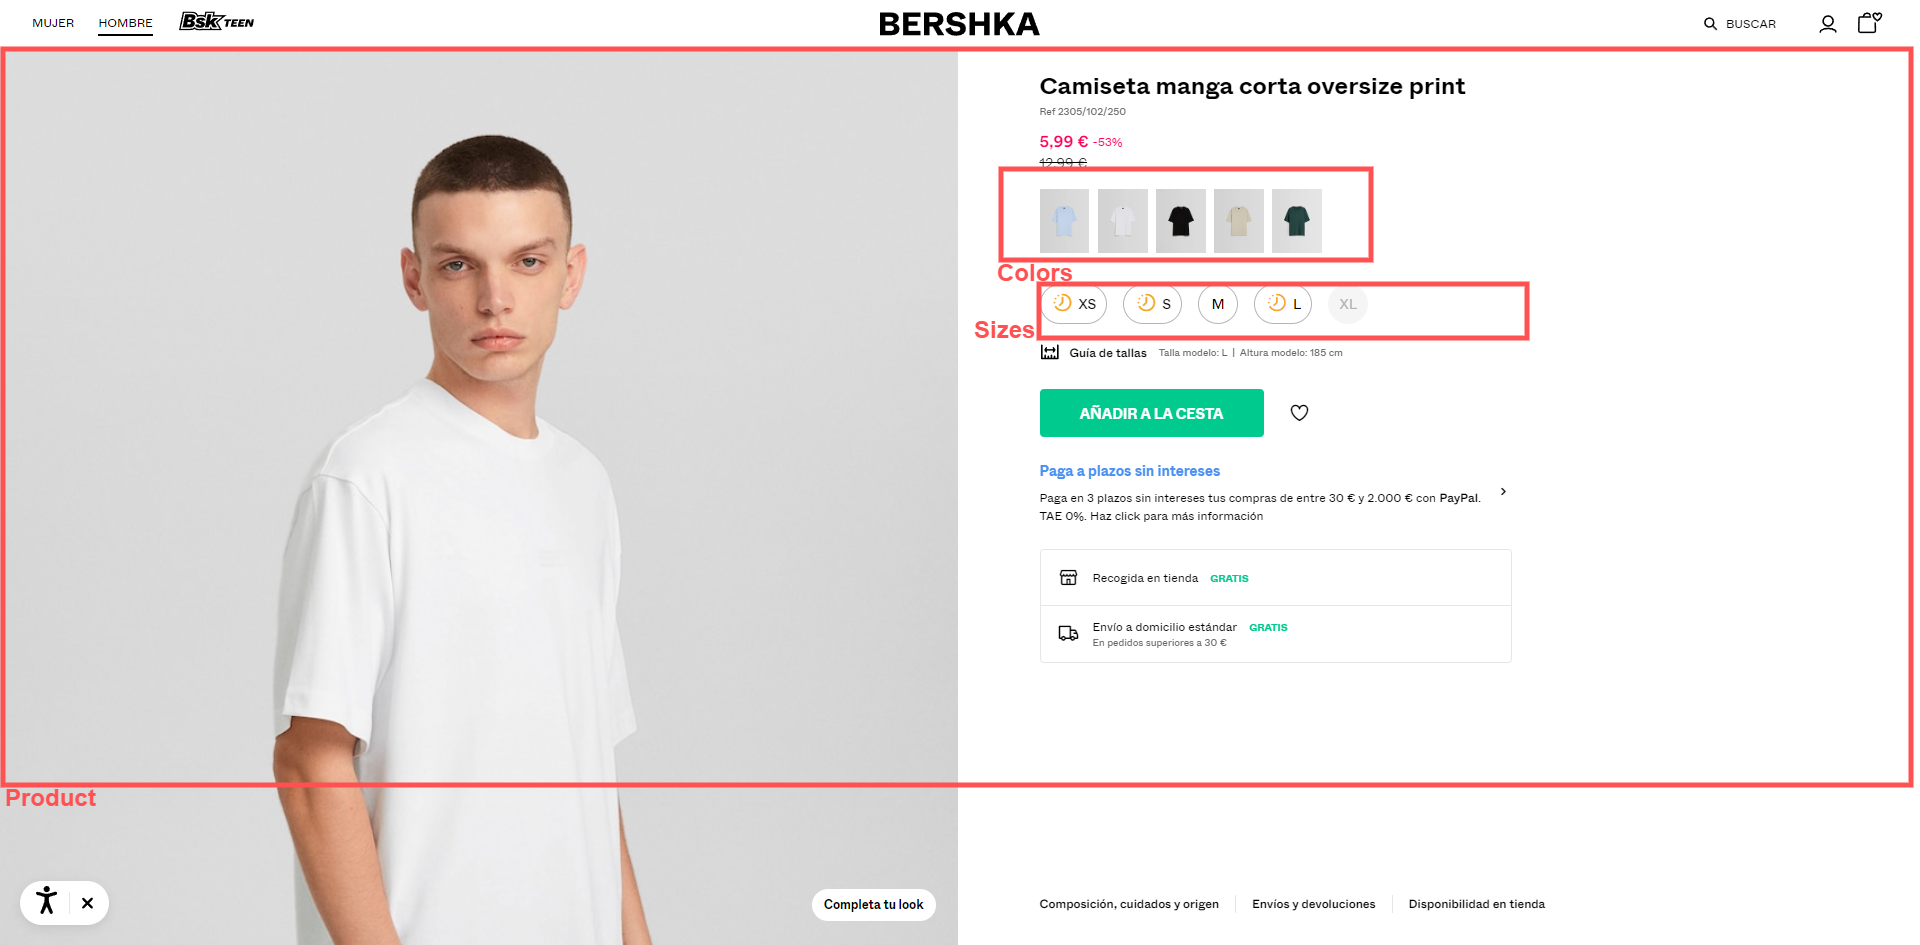 MUJER
HOMBRE
Bsk TEEN
BERSHKA
BUSCAR
Camiseta manga corta oversize print
Ref 2305/102/250
5,99 € -53%
12,99 €
Colors
XS
S
M
L
XL
Sizes
Guía de tallas
Talla modelo: L | Altura modelo: 185 cm
AÑADIR A LA CESTA
Paga a plazos sin intereses
Paga en 3 plazos sin intereses tus compras de entre 30 € y 2.000 € con PayPal.
TAE 0%. Haz click para más información
Recogida en tienda GRATIS
Envío a domicilio estándar GRATIS
En pedidos superiores a 30 €
Product
Completa tu look
Composición, cuidados y origen
Envíos y devoluciones
Disponibilidad en tienda